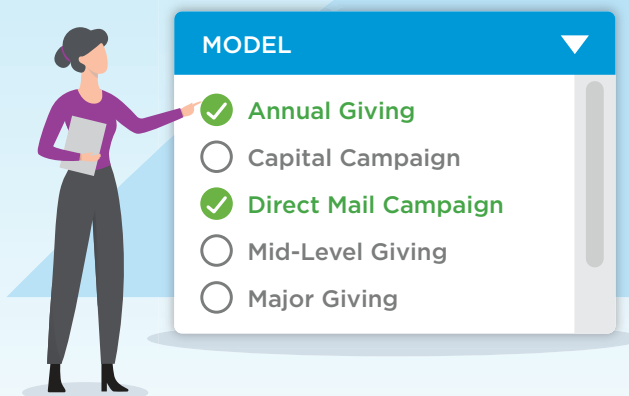 MODEL
Annual Giving
Capital Campaign
Direct Mail Campaign
Mid-Level Giving
Major Giving